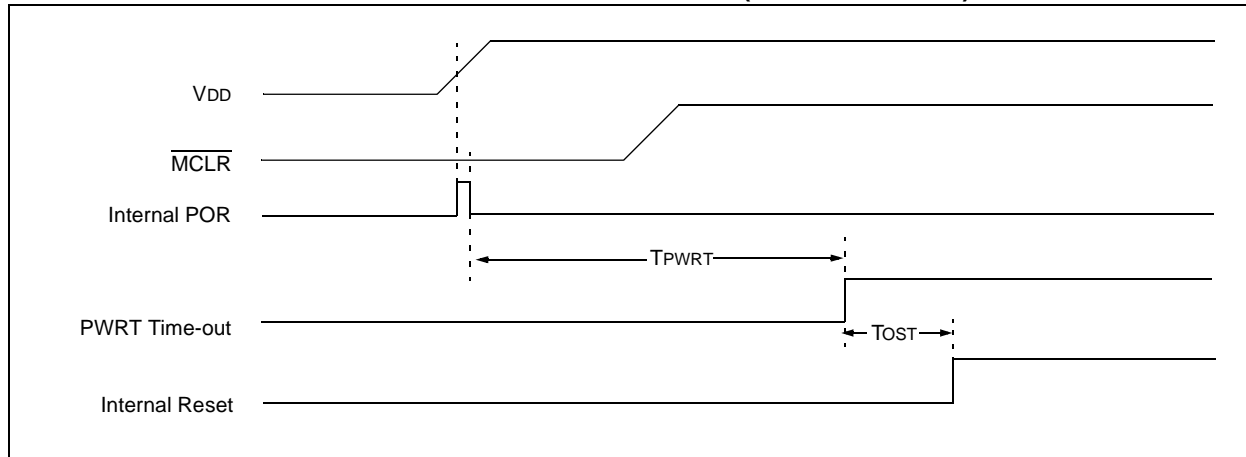 VDD
MCLR
Internal POR
TPWRT
PWRT Time-out
TOST
Internal Reset